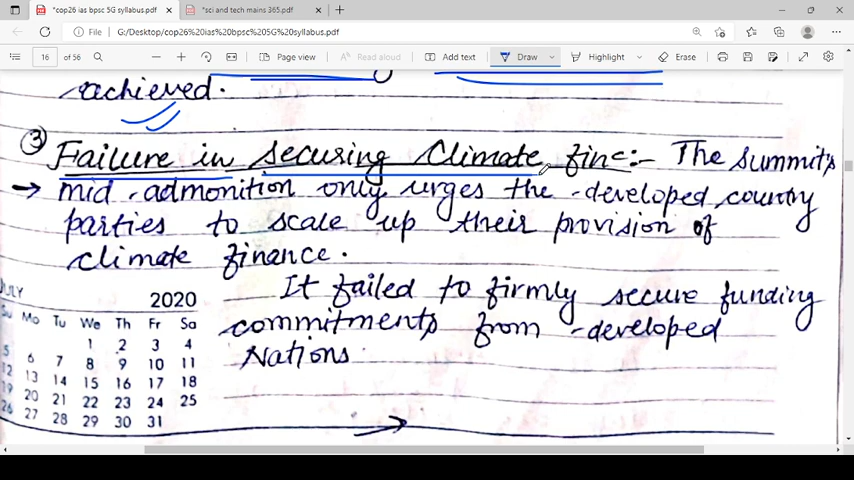 *cop26 ias bpsc 5G syllabus.pdf
*sci and tech mains 365.pdf
File G:/Desktop/cop26%20ias%20bpsc%205G%20syllabus.pdf
16 of 56 Page view Read aloud Add text Draw Highlight Erase
achieved.
③ Failure in securing Climate finc:- The summit's
→ mid-admonition only urges the developed country
parties to scale up their provision of
climate finance.
It failed to firmly secure funding
commitments from developed
Nations
JULY 2020
Su Mo Tu We Th Fr Sa
1 2 3 4
5 6 7 8 9 10 11
12 13 14 15 16 17 18
19 20 21 22 23 24 25
26 27 28 29 30 31